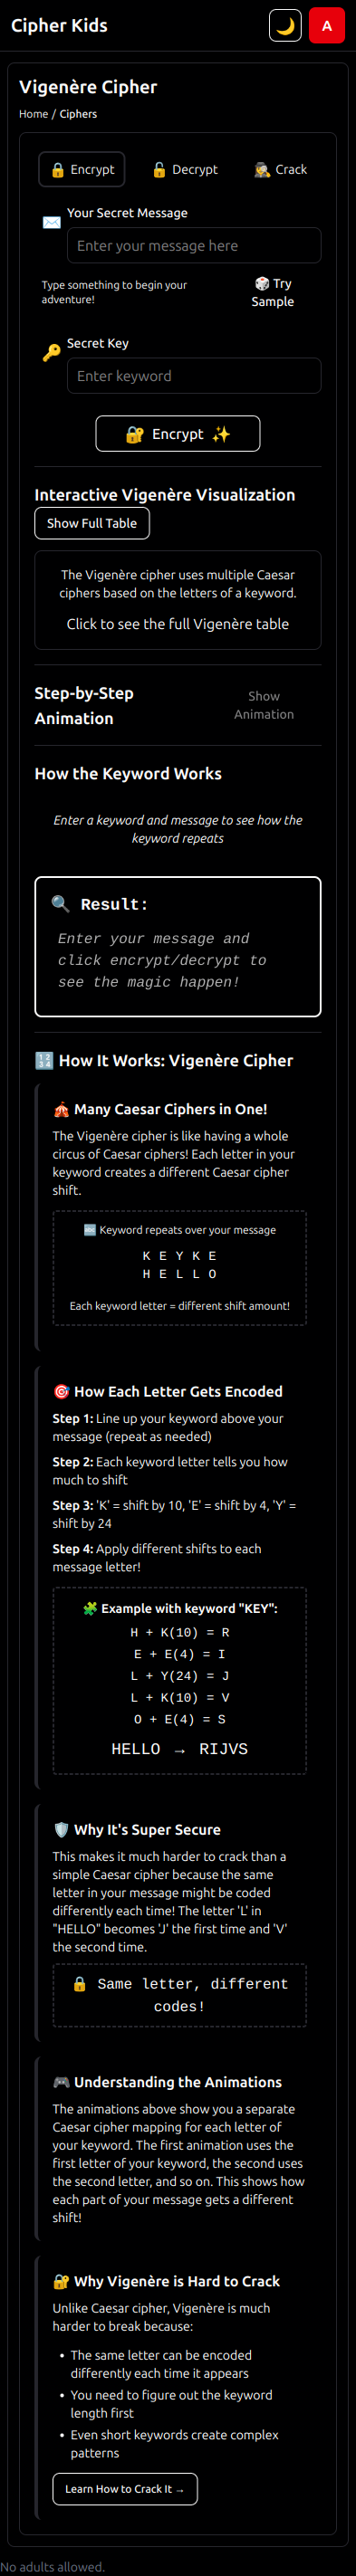 Cipher Kids
🌙
A
Vigenère Cipher
Home / Ciphers
🔒 Encrypt
🔓 Decrypt
🕵️ Crack
✉️ Your Secret Message
Enter your message here
Type something to begin your
adventure!
🎲 Try
Sample
🔑 Secret Key
Enter keyword
🔐 Encrypt ✨
Interactive Vigenère Visualization
Show Full Table
The Vigenère cipher uses multiple Caesar
ciphers based on the letters of a keyword.
Click to see the full Vigenère table
Step-by-Step
Animation
Show
Animation
How the Keyword Works
Enter a keyword and message to see how the
keyword repeats
🔍 Result:
Enter your message and
click encrypt/decrypt to
see the magic happen!
🔢 How It Works: Vigenère Cipher
🎪 Many Caesar Ciphers in One!
The Vigenère cipher is like having a whole
circus of Caesar ciphers! Each letter in your
keyword creates a different Caesar cipher
shift.
🔤 Keyword repeats over your message
K E Y K E
H E L L O
Each keyword letter = different shift amount!
🎯 How Each Letter Gets Encoded
Step 1: Line up your keyword above your
message (repeat as needed)
Step 2: Each keyword letter tells you how
much to shift
Step 3: 'K' = shift by 10, 'E' = shift by 4, 'Y' =
shift by 24
Step 4: Apply different shifts to each
message letter!
🧩 Example with keyword "KEY":
H + K(10) = R
E + E(4) = I
L + Y(24) = J
L + K(10) = V
O + E(4) = S
HELLO → RIJVS
🛡️ Why It's Super Secure
This makes it much harder to crack than a
simple Caesar cipher because the same
letter in your message might be coded
differently each time! The letter 'L' in
"HELLO" becomes 'J' the first time and 'V'
the second time.
🔒 Same letter, different
codes!
🎮 Understanding the Animations
The animations above show you a separate
Caesar cipher mapping for each letter of
your keyword. The first animation uses the
first letter of your keyword, the second uses
the second letter, and so on. This shows how
each part of your message gets a different
shift!
🔐 Why Vigenère is Hard to Crack
Unlike Caesar cipher, Vigenère is much
harder to break because:
• The same letter can be encoded
differently each time it appears
• You need to figure out the keyword
length first
• Even short keywords create complex
patterns
Learn How to Crack It →
No adults allowed.